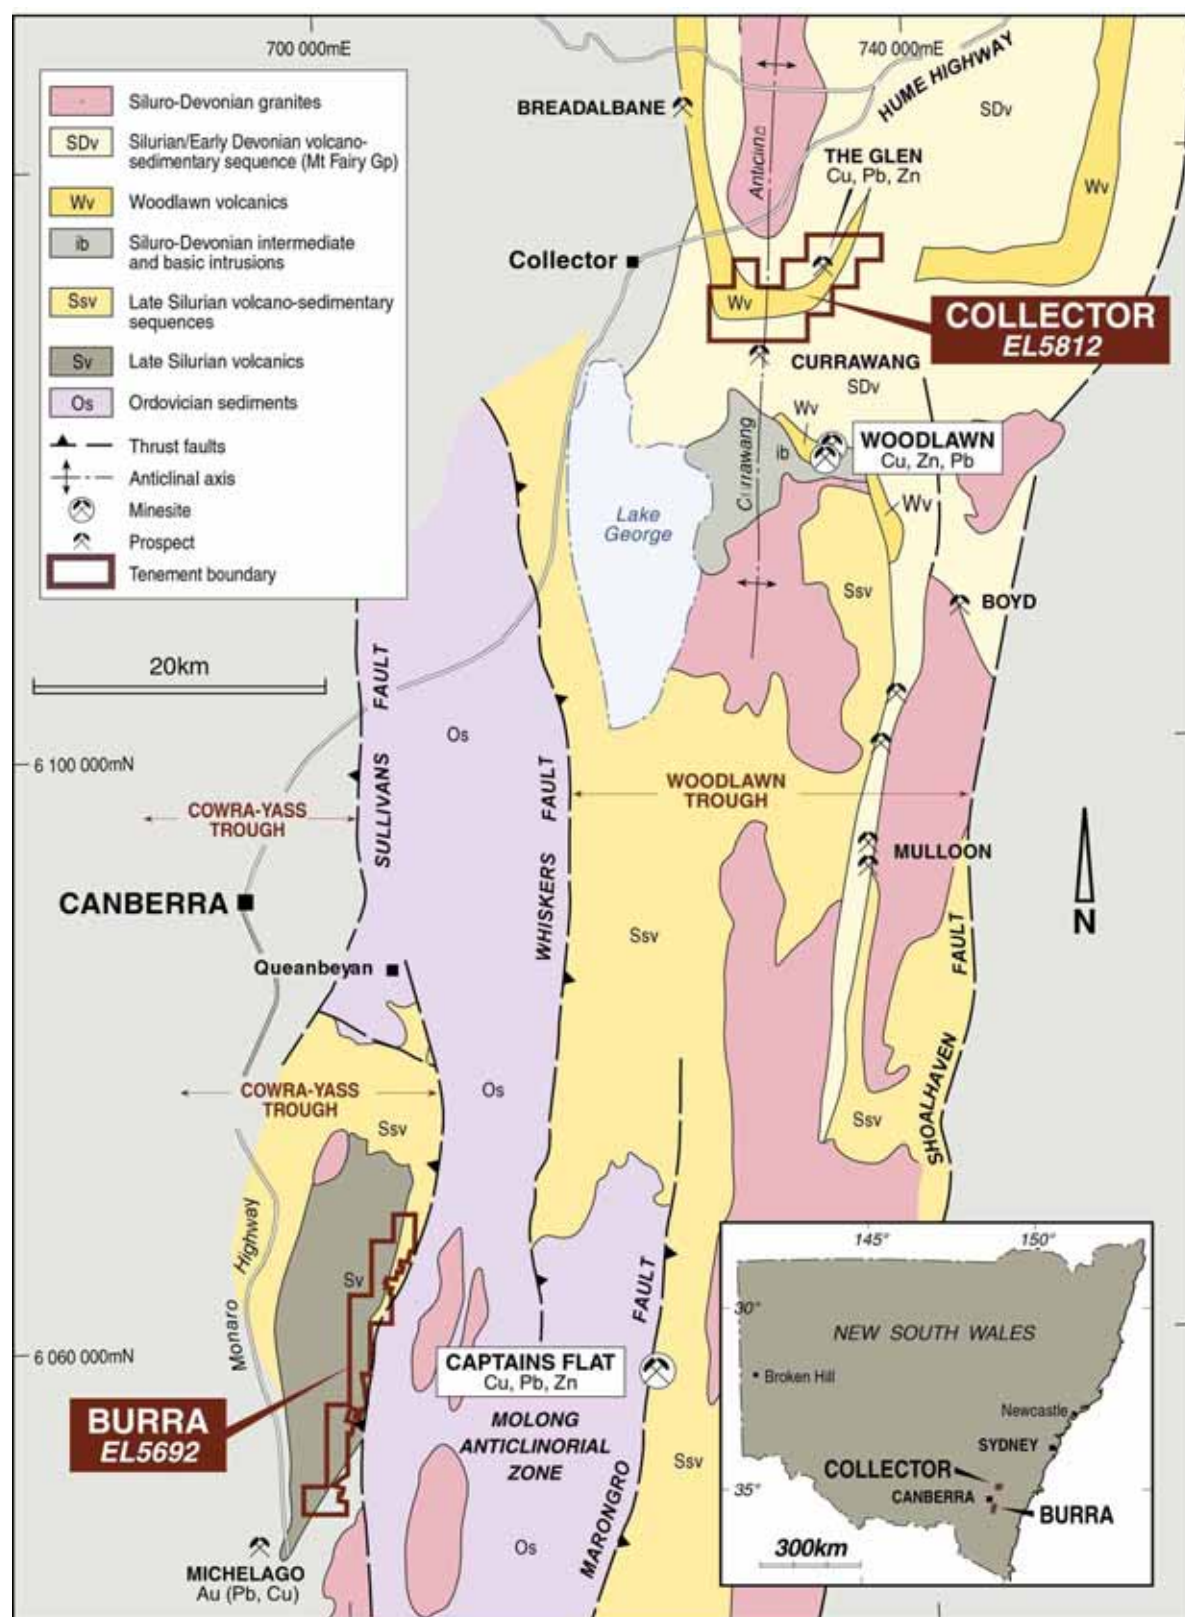 700 000mE
740 000mE
HUME HIGHWAY
Siluro-Devonian granites
SDv
Silurian/Early Devonian volcano-
sedimentary sequence (Mt Fairy Gp)
Wv
Woodlawn volcanics
ib
Siluro-Devonian intermediate
and basic intrusions
Ssv
Late Silurian volcano-sedimentary
sequences
Sv
Late Silurian volcanics
Os
Ordovician sediments
Thrust faults
Anticlinal axis
Minesite
Prospect
Tenement boundary
BREADALBANE
SDv
Anticline
THE GLEN
Cu, Pb, Zn
Wv
Collector
Wv
COLLECTOR
EL5812
CURRAWANG
SDv
Wv
WOODLAWN
Cu, Zn, Pb
ib
Currawang
Wv
Lake
George
Ssv
BOYD
20km
SULLIVANS FAULT
Os
6 100 000mN
WHISKERS FAULT
WOODLAWN
TROUGH
COWRA-YASS
TROUGH
MULLOON
CANBERRA
N
Ssv
Queanbeyan
SHOALHAVEN FAULT
COWRA-YASS
TROUGH
Os
Ssv
Ssv
Monaro Highway
Sv
6 060 000mN
MARONGRO FAULT
CAPTAINS FLAT
Cu, Pb, Zn
BURRA
EL5692
MOLONG
ANTICLINORIAL
ZONE
Ssv
Os
MICHELAGO
Au (Pb, Cu)
145°
150°
30°
NEW SOUTH WALES
Broken Hill
Newcastle
SYDNEY
COLLECTOR
35°
CANBERRA
BURRA
300km